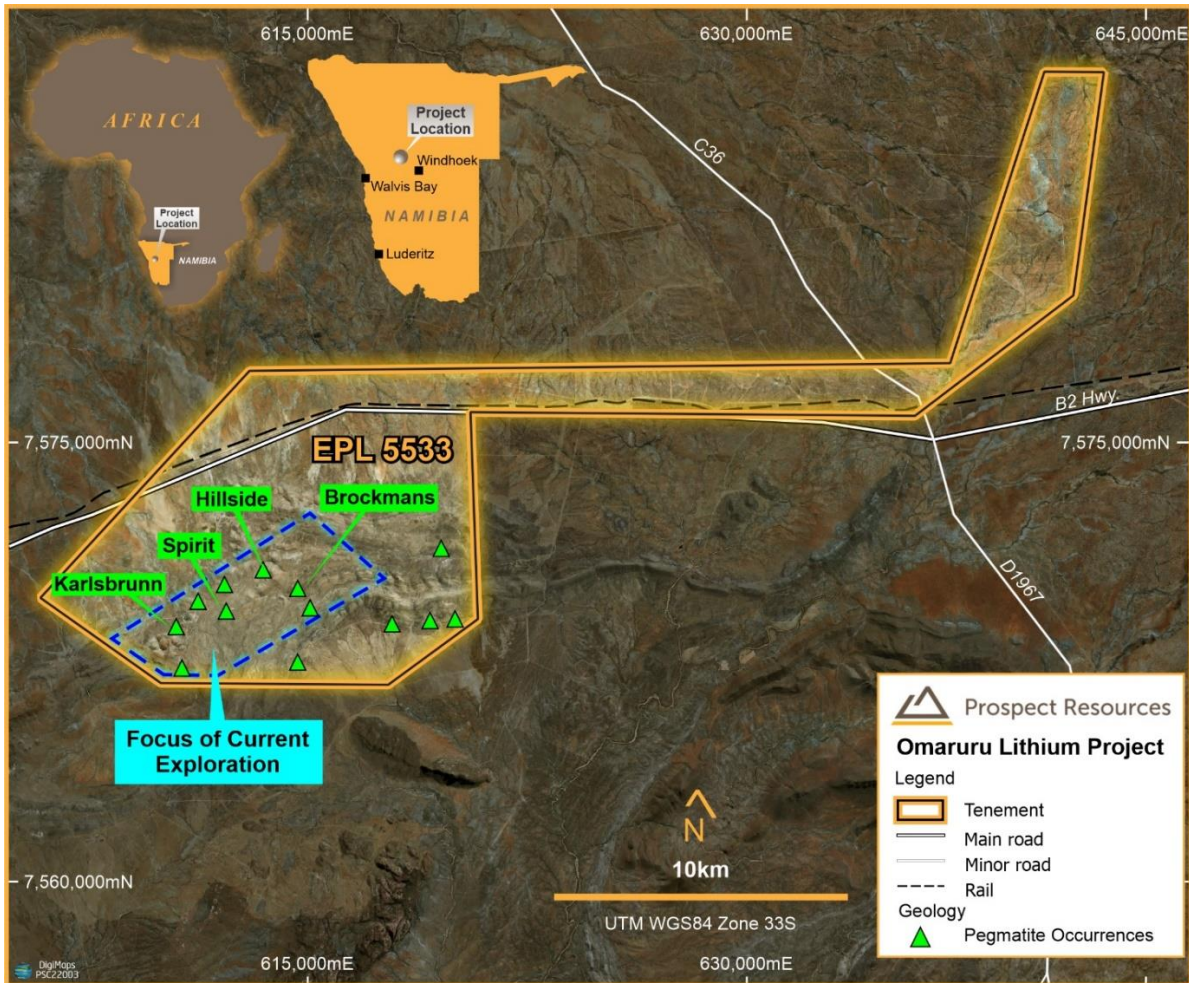 615,000mE
630,000mE
645,000mE
AFRICA
Project
Location
NAMIBIA
Project
Location
Windhoek
Walvis Bay
NAMIBIA
Luderitz
C36
B2 Hwy.
7,575,000mN
7,575,000mN
EPL 5533
Hillside
Brockmans
Spirit
Karlsbrunn
D1967
Focus of Current
Exploration
Prospect Resources
Omaruru Lithium Project
Legend
Tenement
Main road
Minor road
Rail
Geology
Pegmatite Occurrences
N
10km
UTM WGS84 Zone 33S
7,560,000mN
DigiMaps
PSC22003
615,000mE
630,000mE